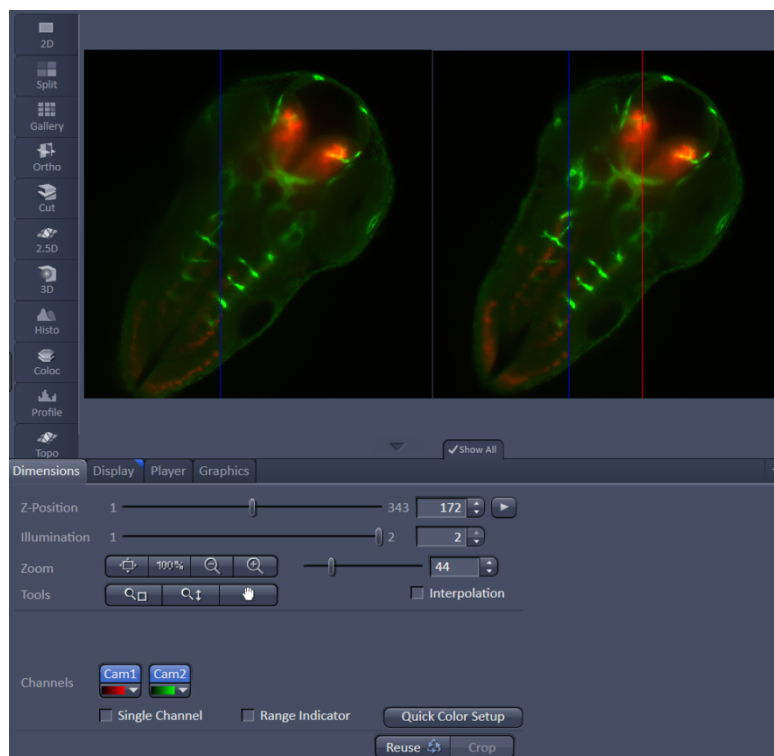 2D
Split
Gallery
Ortho
Cut
2.5D
3D
Histo
Coloc
Profile
Topo
✓Show All
Dimensions Display Player Graphics
Z-Position 1 343 172
Illumination 1 2 2
Zoom 100% 44
Tools Interpolation
Channels Cam1 Cam2
Single Channel Range Indicator Quick Color Setup
Reuse Crop